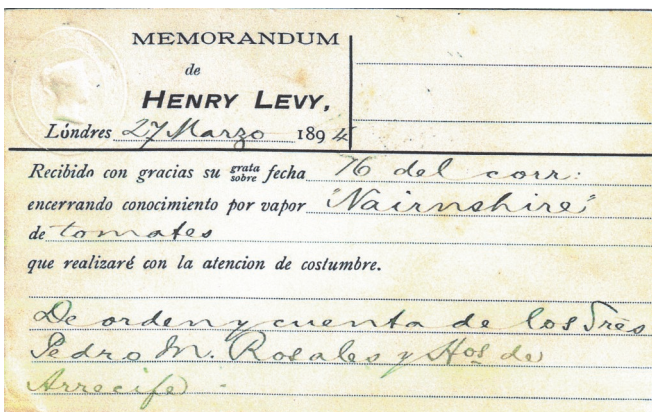 MEMORANDUM
de
HENRY LEVY,
Lóndres 27 Marzo 1894
Recibido con gracias su grata sobre fecha 16 del corr:
encerrando conocimiento por vapor "Nairnshire"
de tomates
que realizaré con la atencion de costumbre.
De orden y cuenta de los Sres
Pedro M. Rosales y Hos de
Arrecife